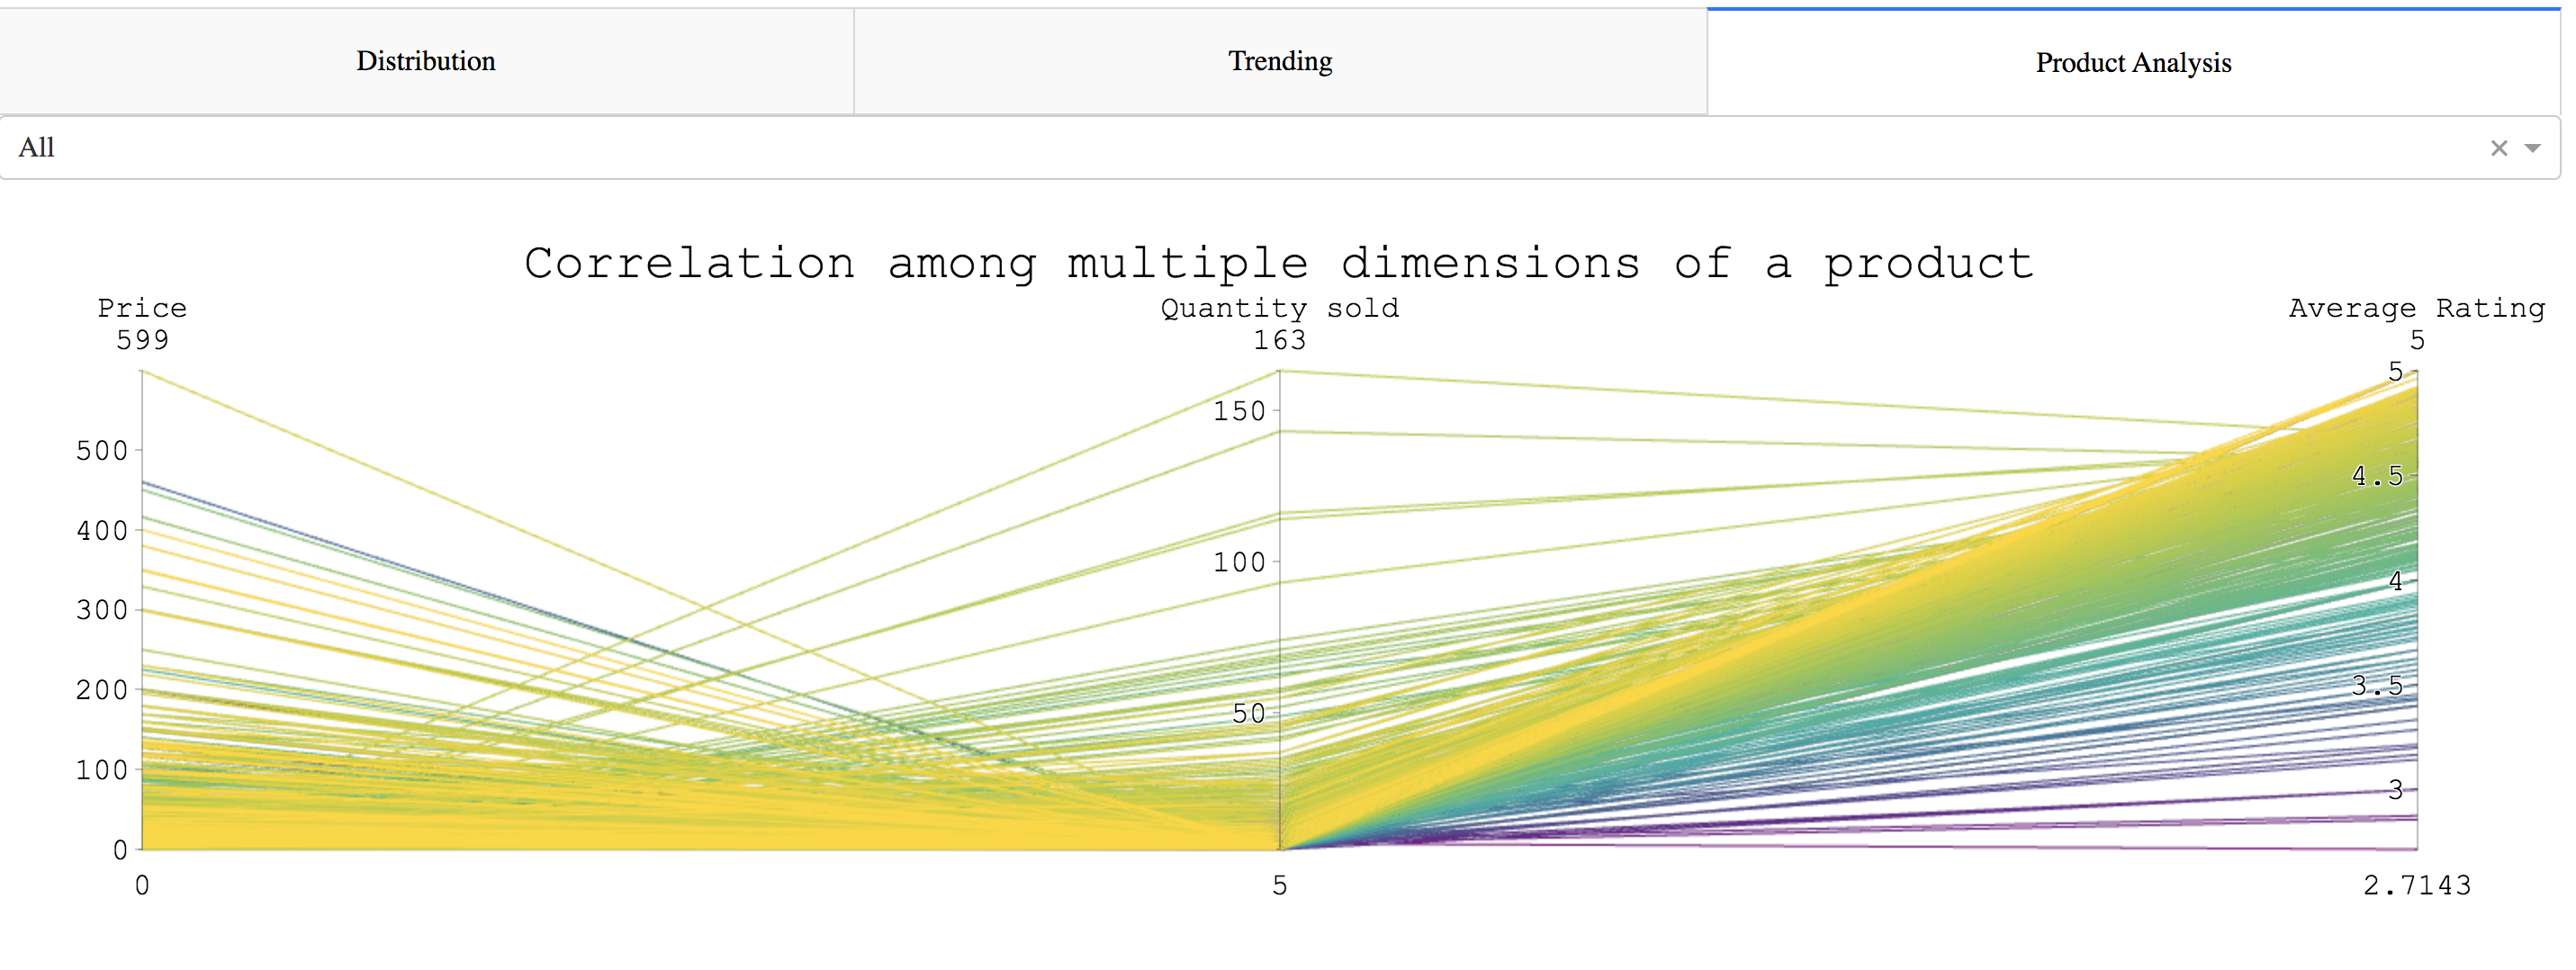 Distribution Trending Product Analysis
All
Correlation among multiple dimensions of a product
Price Quantity sold Average Rating
599 163 5
5
150
500
4.5
400
100
4
300
200
3.5
50
100
3
0
0 5 2.7143